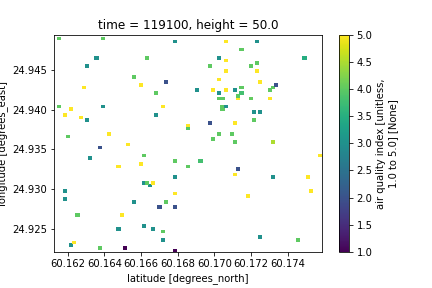 time = 119100, height = 50.0
24.945
24.940
24.935
24.930
24.925
longitude [degrees_east]
60.162 60.164 60.166 60.168 60.170 60.172 60.174
latitude [degrees_north]
5.0
4.5
4.0
3.5
3.0
2.5
2.0
1.5
1.0
air quality index [unitless,
1.0 to 5.0] [None]